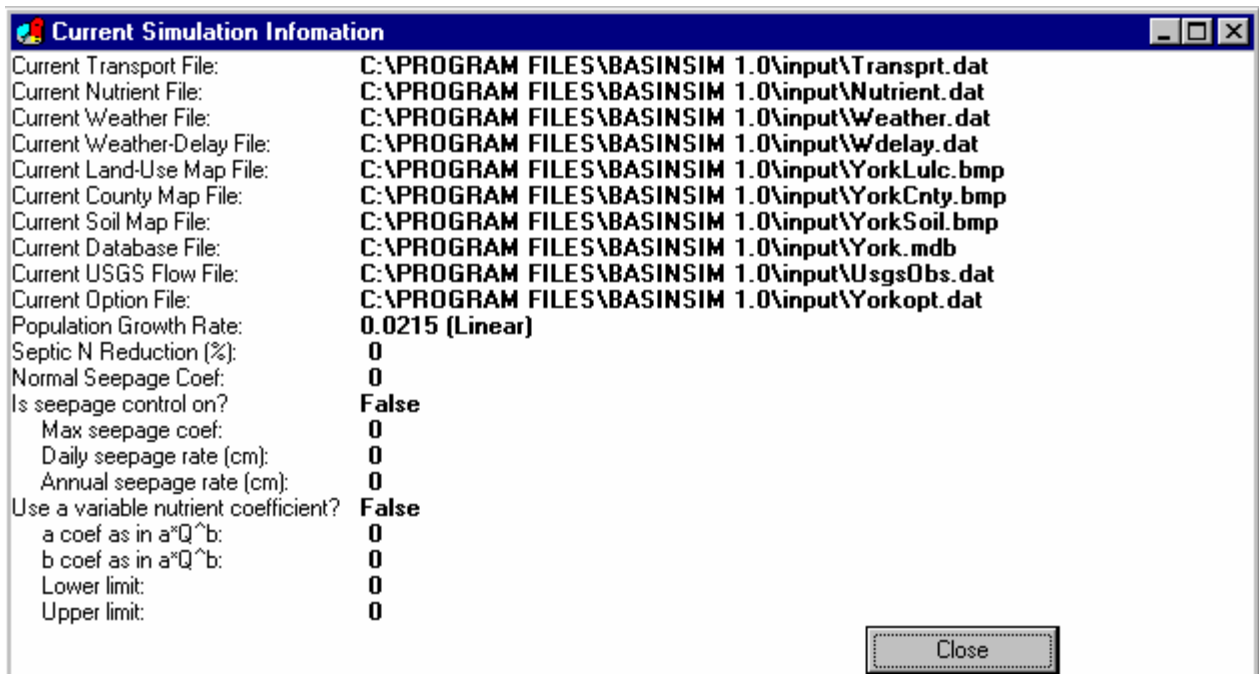 Current Simulation Infomation
Current Transport File: C:\PROGRAM FILES\BASINSIM 1.0\input\Transprt.dat
Current Nutrient File: C:\PROGRAM FILES\BASINSIM 1.0\input\Nutrient.dat
Current Weather File: C:\PROGRAM FILES\BASINSIM 1.0\input\Weather.dat
Current Weather-Delay File: C:\PROGRAM FILES\BASINSIM 1.0\input\Wdelay.dat
Current Land-Use Map File: C:\PROGRAM FILES\BASINSIM 1.0\input\YorkLulc.bmp
Current County Map File: C:\PROGRAM FILES\BASINSIM 1.0\input\YorkCnty.bmp
Current Soil Map File: C:\PROGRAM FILES\BASINSIM 1.0\input\YorkSoil.bmp
Current Database File: C:\PROGRAM FILES\BASINSIM 1.0\input\York.mdb
Current USGS Flow File: C:\PROGRAM FILES\BASINSIM 1.0\input\UsgsObs.dat
Current Option File: C:\PROGRAM FILES\BASINSIM 1.0\input\Yorkopt.dat
Population Growth Rate: 0.0215 (Linear)
Septic N Reduction (%): 0
Normal Seepage Coef: 0
Is seepage control on? False
Max seepage coef: 0
Daily seepage rate (cm): 0
Annual seepage rate (cm): 0
Use a variable nutrient coefficient? False
a coef as in a*Q^b: 0
b coef as in a*Q^b: 0
Lower limit: 0
Upper limit: 0
Close